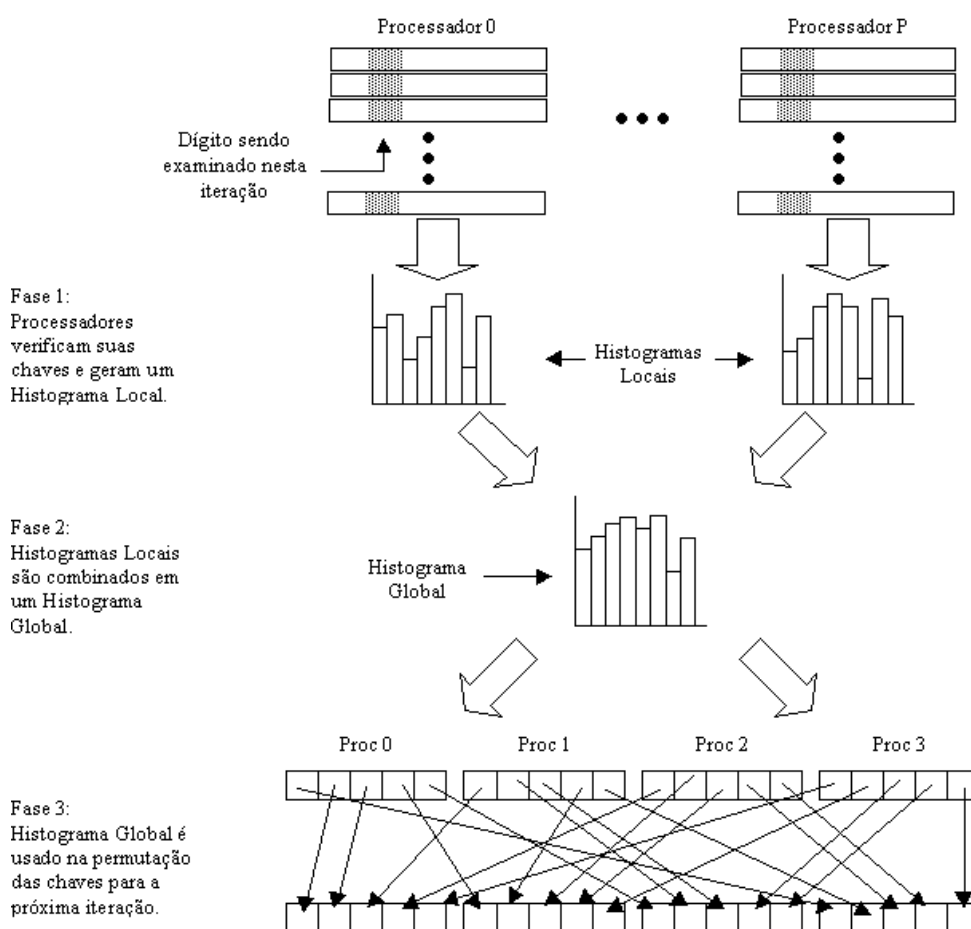 Processador 0
Processador P
Dígito sendo
examinado nesta
iteração
Fase 1:
Processadores
verificam suas
chaves e geram um
Histograma Local.
Histogramas
Locais
Fase 2:
Histogramas Locais
são combinados em
um Histograma
Global.
Histograma
Global
Proc 0
Proc 1
Proc 2
Proc 3
Fase 3:
Histograma Global é
usado na permutação
das chaves para a
próxima iteração.